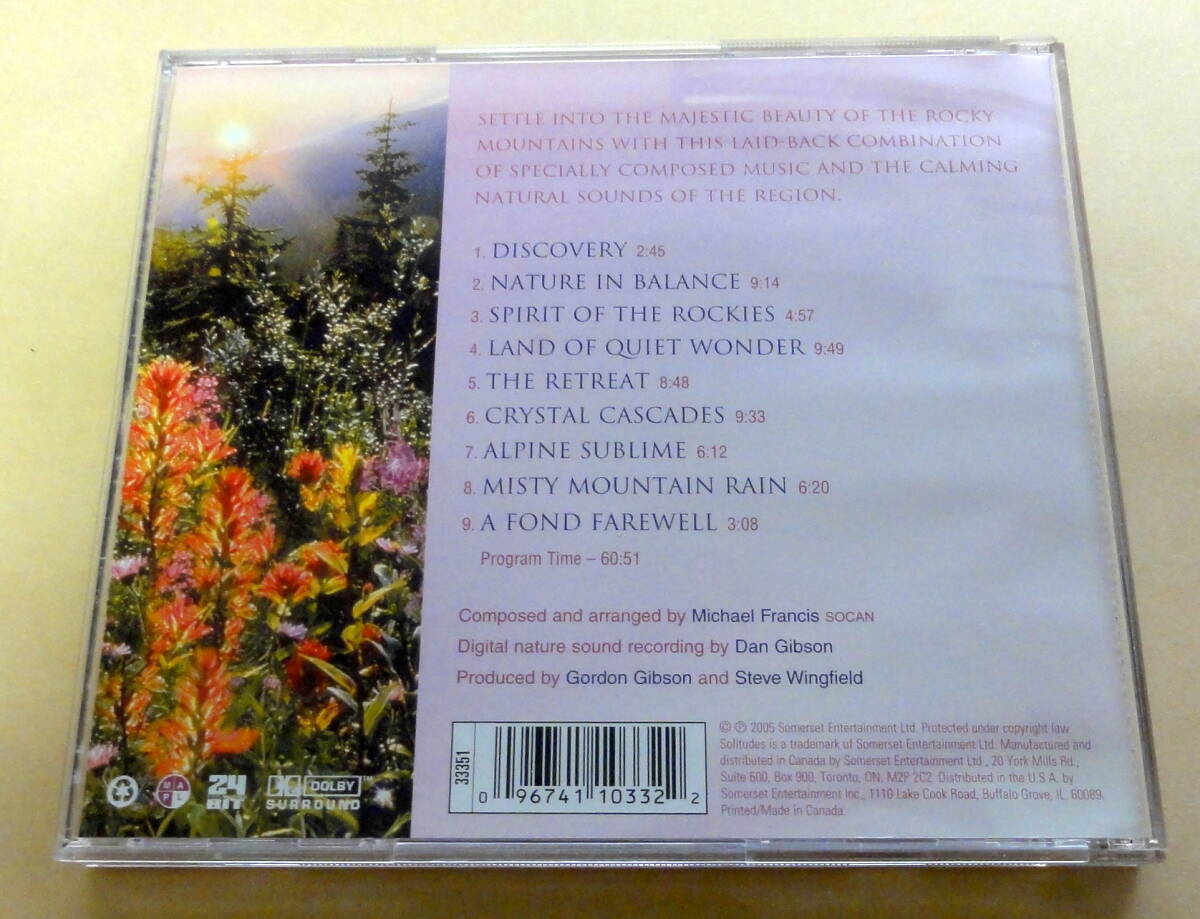 SETTLE INTO THE MAJESTIC BEAUTY OF THE ROCKY
MOUNTAINS WITH THIS LAID-BACK COMBINATION
OF SPECIALLY COMPOSED MUSIC AND THE CALMING
NATURAL SOUNDS OF THE REGION.
1. DISCOVERY 2:45
2. NATURE IN BALANCE 9:14
3. SPIRIT OF THE ROCKIES 4:57
4. LAND OF QUIET WONDER 9:49
5. THE RETREAT 8:48
6. CRYSTAL CASCADES 9:33
7. ALPINE SUBLIME 6:12
8. MISTY MOUNTAIN RAIN 6:20
9. A FOND FAREWELL 3:08
Program Time – 60:51
Composed and arranged by Michael Francis SOCAN
Digital nature sound recording by Dan Gibson
Produced by Gordon Gibson and Steve Wingfield
MAPL
24 BIT
DOLBY
SURROUND
33351
0 96741 10332 2
© ℗ 2005 Somerset Entertainment Ltd. Protected under copyright law.
Solitudes is a trademark of Somerset Entertainment Ltd. Manufactured and
distributed in Canada by Somerset Entertainment Ltd., 20 York Mills Rd.,
Suite 600, Box 900, Toronto, ON, M2P 2C2. Distributed in the U.S.A. by
Somerset Entertainment Inc., 1110 Lake Cook Road, Buffalo Grove, IL, 60089.
Printed/Made in Canada.